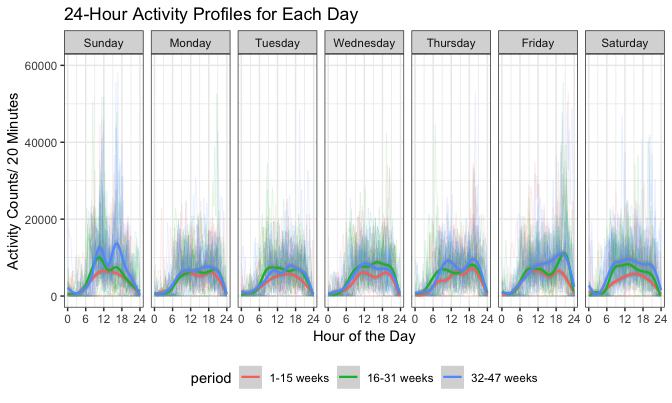 24-Hour Activity Profiles for Each Day
Sunday Monday Tuesday Wednesday Thursday Friday Saturday
60000
40000
20000
0
Activity Counts/ 20 Minutes
0 6 12 18 24 0 6 12 18 24 0 6 12 18 24 0 6 12 18 24 0 6 12 18 24 0 6 12 18 24 0 6 12 18 24
Hour of the Day
period 1-15 weeks 16-31 weeks 32-47 weeks